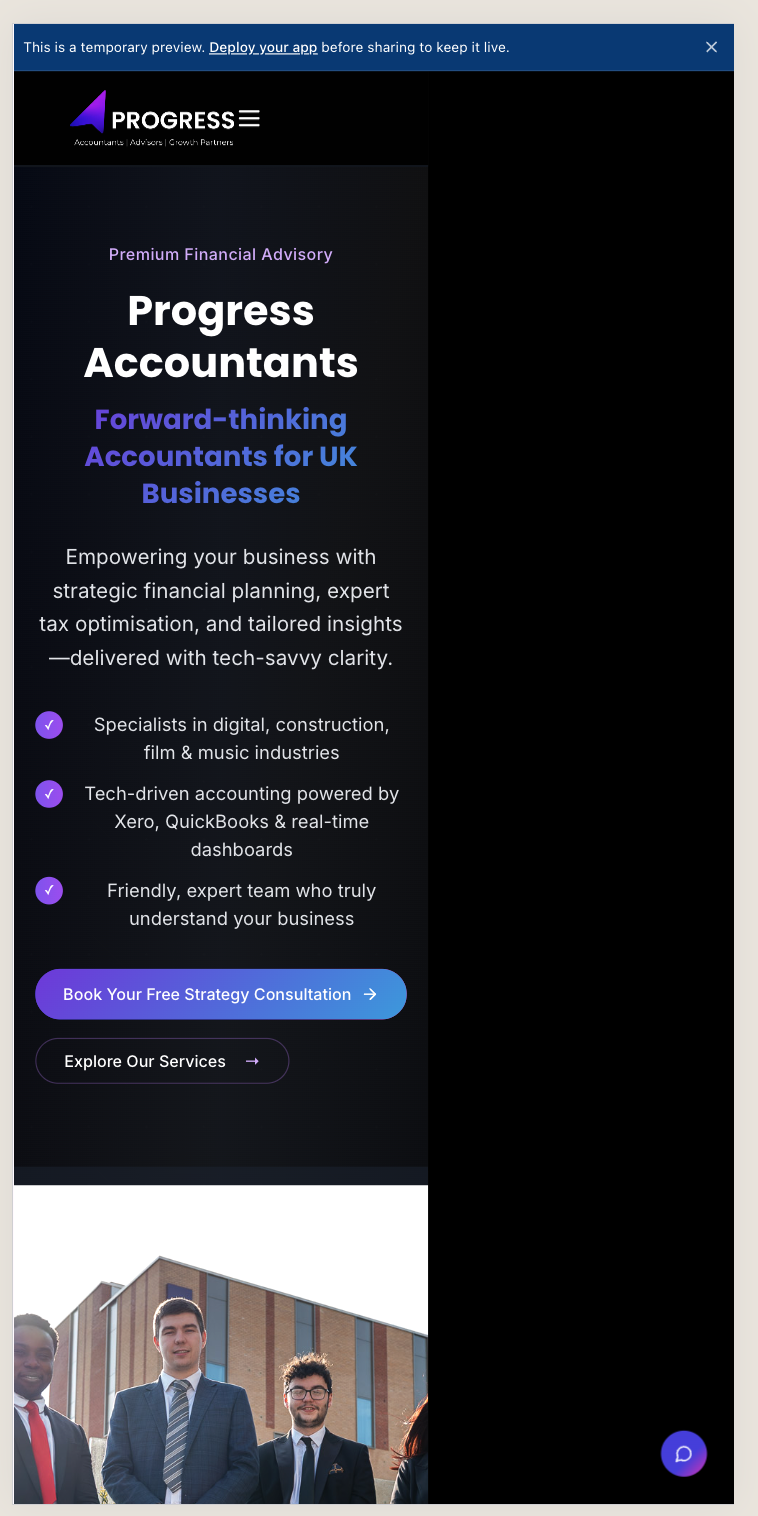 This is a temporary preview. Deploy your app before sharing to keep it live.
PROGRESS
Accountants | Advisors | Growth Partners
Premium Financial Advisory
Progress
Accountants
Forward-thinking
Accountants for UK
Businesses
Empowering your business with
strategic financial planning, expert
tax optimisation, and tailored insights
—delivered with tech-savvy clarity.
Specialists in digital, construction,
film & music industries
Tech-driven accounting powered by
Xero, QuickBooks & real-time
dashboards
Friendly, expert team who truly
understand your business
Book Your Free Strategy Consultation →
Explore Our Services →